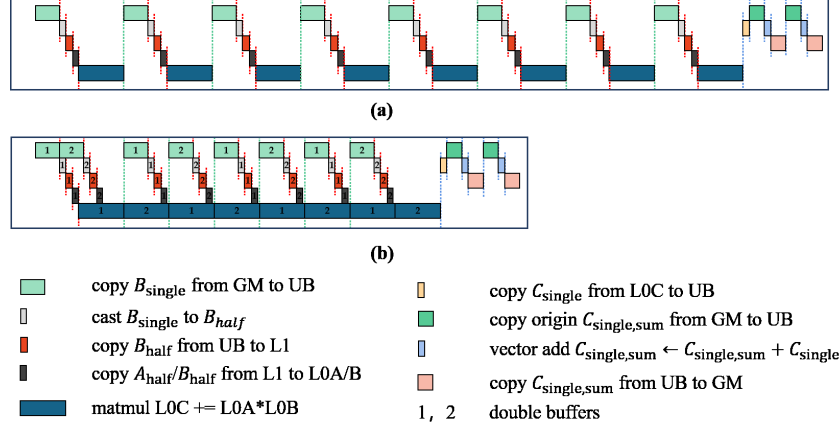 (a)
1 2 1 2 1 2 1 2
1 2 1 2 1 2 1 2
1 2 1 2 1 2 1 2
1 2 1 2 1 2 1 2
1 2 1 2 1 2 1 2
(b)
copy B_single from GM to UB
cast B_single to B_half
copy B_half from UB to L1
copy A_half/B_half from L1 to L0A/B
matmul L0C += L0A*L0B
copy C_single from L0C to UB
copy origin C_single,sum from GM to UB
vector add C_single,sum ← C_single,sum + C_single
copy C_single,sum from UB to GM
1, 2 double buffers